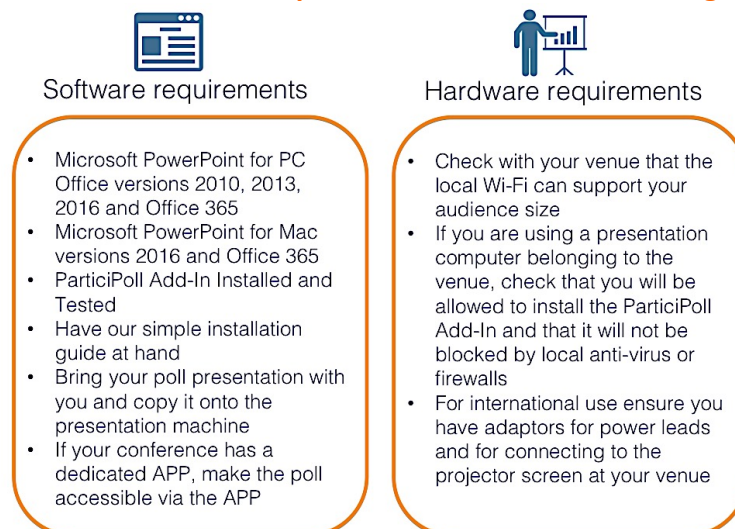 Software requirements
• Microsoft PowerPoint for PC
Office versions 2010, 2013,
2016 and Office 365
• Microsoft PowerPoint for Mac
versions 2016 and Office 365
• ParticiPoll Add-In Installed and
Tested
• Have our simple installation
guide at hand
• Bring your poll presentation with
you and copy it onto the
presentation machine
• If your conference has a
dedicated APP, make the poll
accessible via the APP
Hardware requirements
• Check with your venue that the
local Wi-Fi can support your
audience size
• If you are using a presentation
computer belonging to the
venue, check that you will be
allowed to install the ParticiPoll
Add-In and that it will not be
blocked by local anti-virus or
firewalls
• For international use ensure you
have adaptors for power leads
and for connecting to the
projector screen at your venue